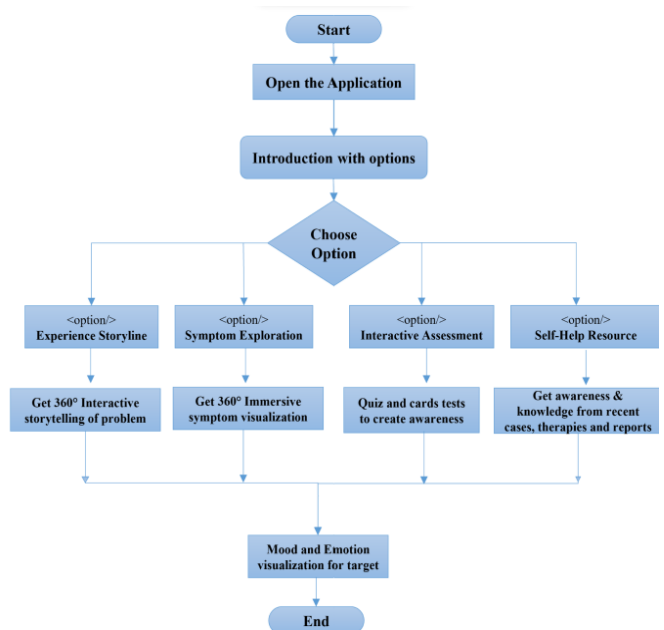 Start
Open the Application
Introduction with options
Choose
Option
<option/>
Experience Storyline
<option/>
Symptom Exploration
<option/>
Interactive Assessment
<option/>
Self-Help Resource
Get 360° Interactive
storytelling of problem
Get 360° Immersive
symptom visualization
Quiz and cards tests
to create awareness
Get awareness &
knowledge from recent
cases, therapies and reports
Mood and Emotion
visualization for target
End